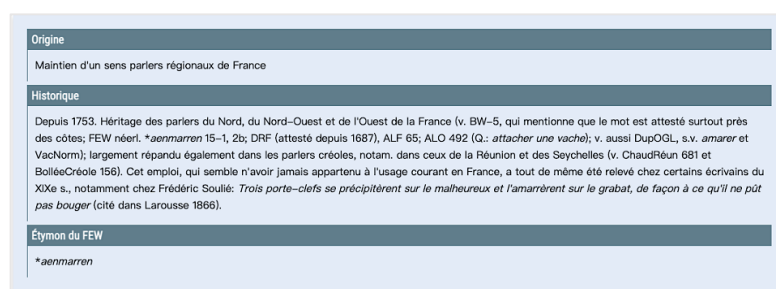 Origine
Maintien d'un sens parlers régionaux de France
Historique
Depuis 1753. Héritage des parlers du Nord, du Nord-Ouest et de l'Ouest de la France (v. BW-5, qui mentionne que le mot est attesté surtout près
des côtes; FEW néerl. *aenmarren 15-1, 2b; DRF (attesté depuis 1687), ALF 65; ALO 492 (Q.: attacher une vache); v. aussi DupOGL, s.v. amarer et
VacNorm); largement répandu également dans les parlers créoles, notam. dans ceux de la Réunion et des Seychelles (v. ChaudRéun 681 et
BolléeCréole 156). Cet emploi, qui semble n'avoir jamais appartenu à l'usage courant en France, a tout de même été relevé chez certains écrivains du
XIXe s., notamment chez Frédéric Soulié: Trois porte-clefs se précipitèrent sur le malheureux et l'amarrèrent sur le grabat, de façon à ce qu'il ne pût
pas bouger (cité dans Larousse 1866).
Étymon du FEW
*aenmarren